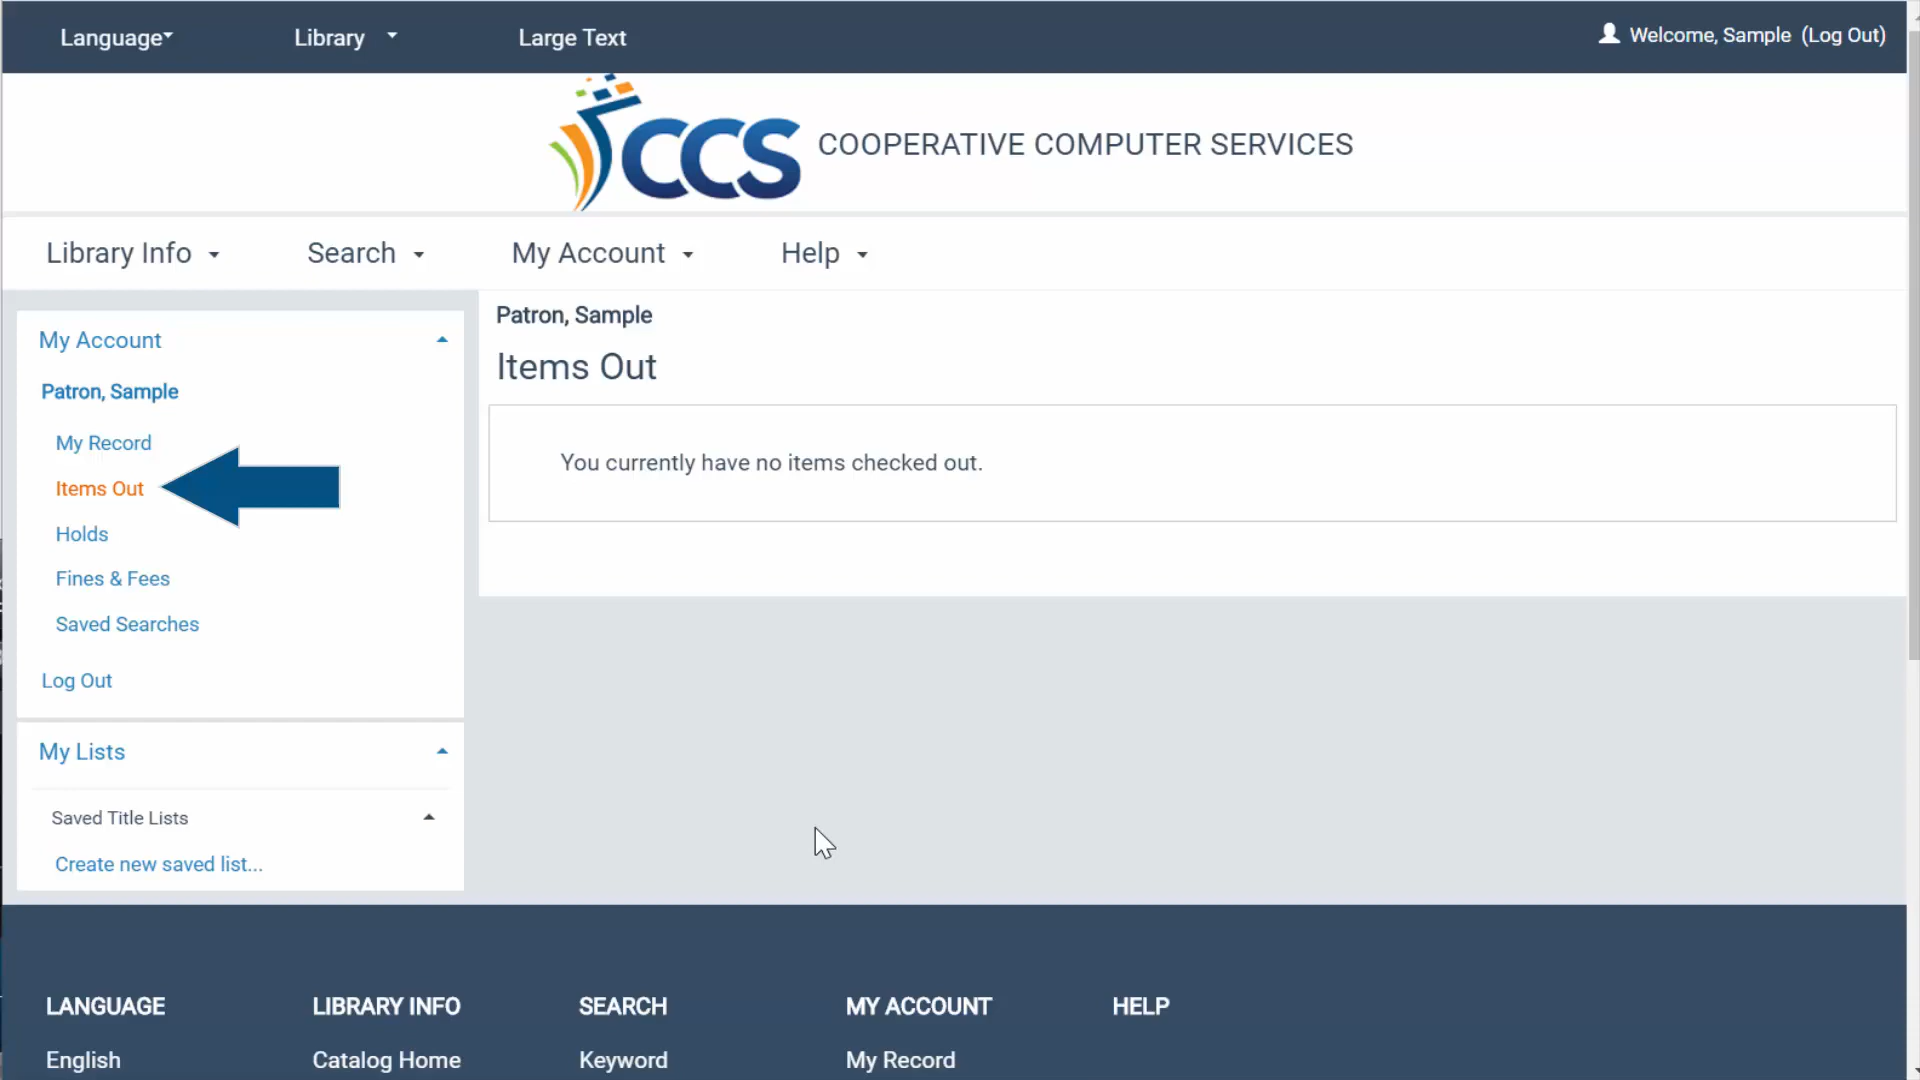 Language
Library
Large Text
Welcome, Sample (Log Out)
CCS
COOPERATIVE COMPUTER SERVICES
Library Info
Search
My Account
Help
My Account
Patron, Sample
My Record
Items Out
Holds
Fines & Fees
Saved Searches
Log Out
My Lists
Saved Title Lists
Create new saved list...
Patron, Sample
Items Out
You currently have no items checked out.
LANGUAGE
LIBRARY INFO
SEARCH
MY ACCOUNT
HELP
English
Catalog Home
Keyword
My Record